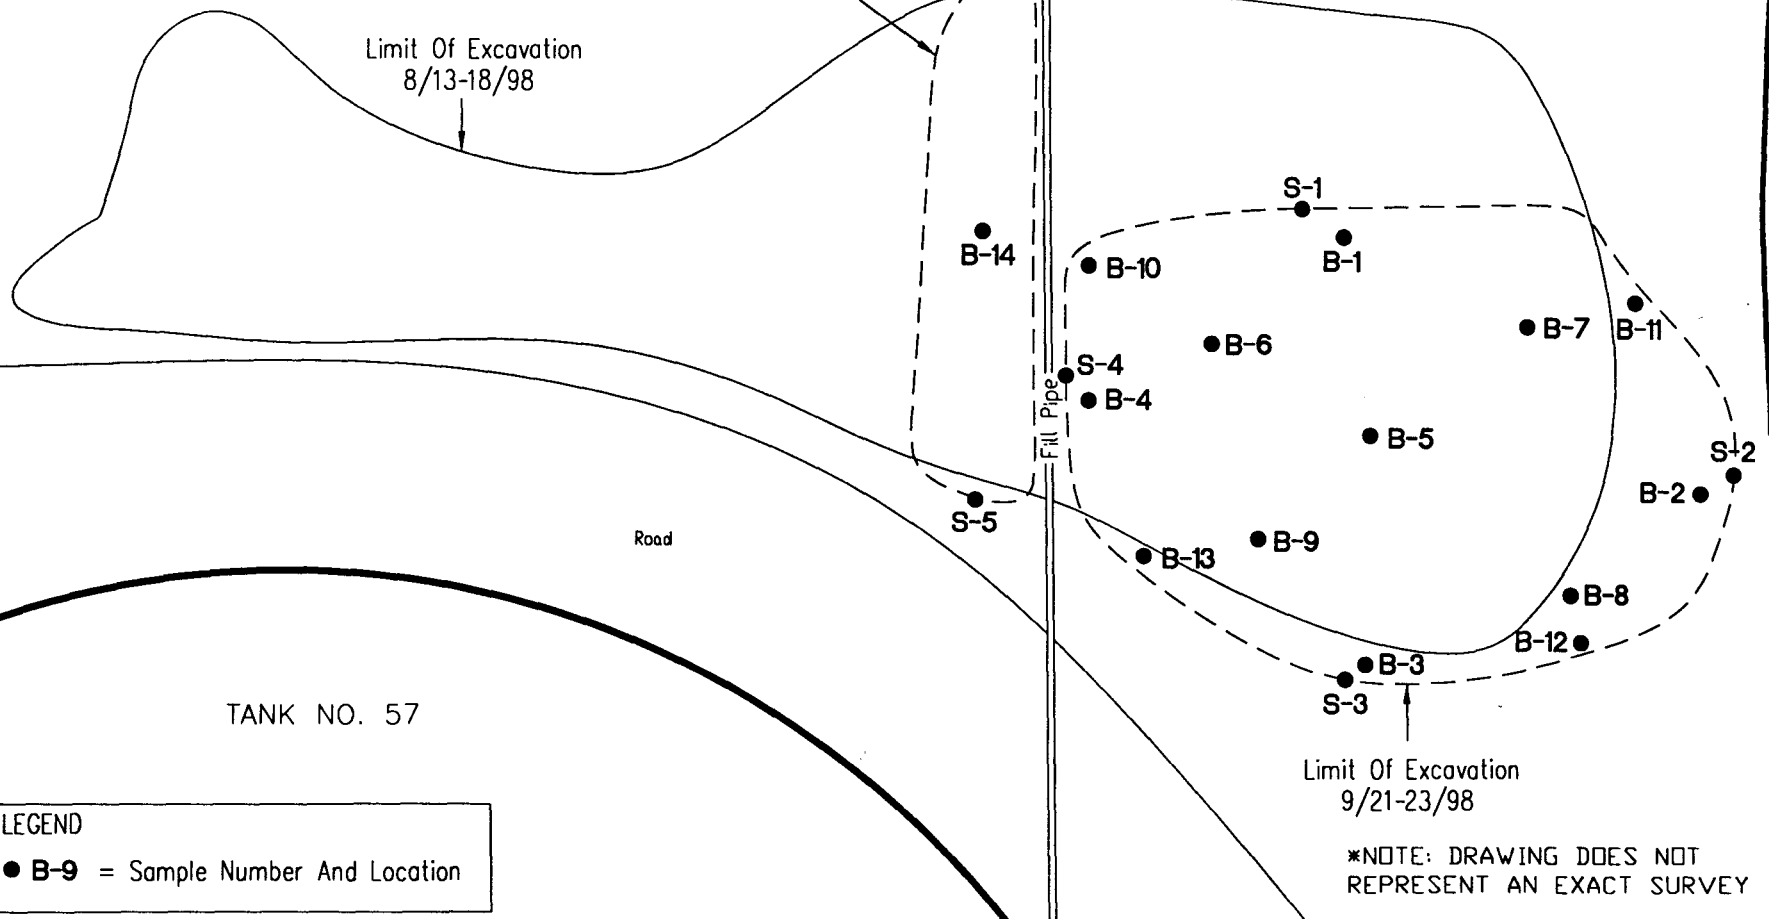 Limit Of Excavation
8/13-18/98
S-1
B-1
B-14
B-10
B-11
B-7
B-6
S-4
B-4
Fill Pipe
B-5
S-2
B-2
S-5
Road
B-9
B-13
B-8
B-12
B-3
S-3
TANK NO. 57
Limit Of Excavation
9/21-23/98
LEGEND
B-9 = Sample Number And Location
*NOTE: DRAWING DOES NOT
REPRESENT AN EXACT SURVEY